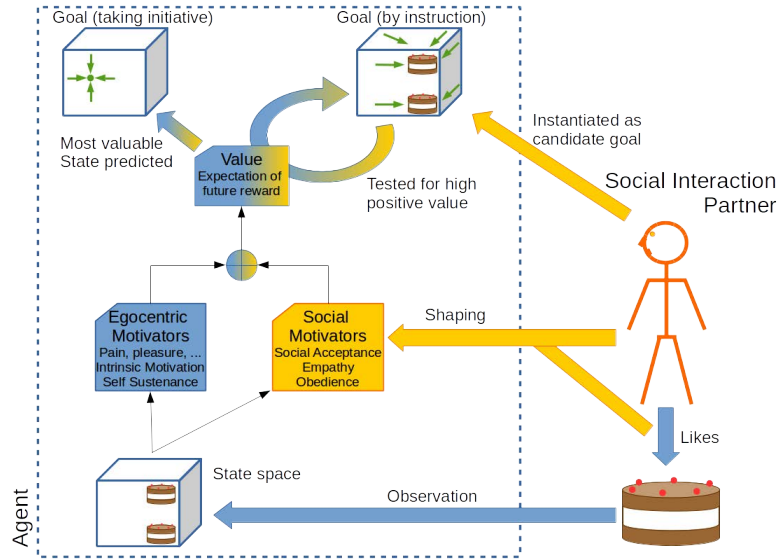 Goal (taking initiative)
Goal (by instruction)
Most valuable
State predicted
Value
Expectation of
future reward
Tested for high
positive value
Instantiated as
candidate goal
Social Interaction
Partner
Egocentric
Motivators
Pain, pleasure, ...
Intrinsic Motivation
Self Sustenance
Social
Motivators
Social Acceptance
Empathy
Obedience
Shaping
Likes
State space
Observation
Agent